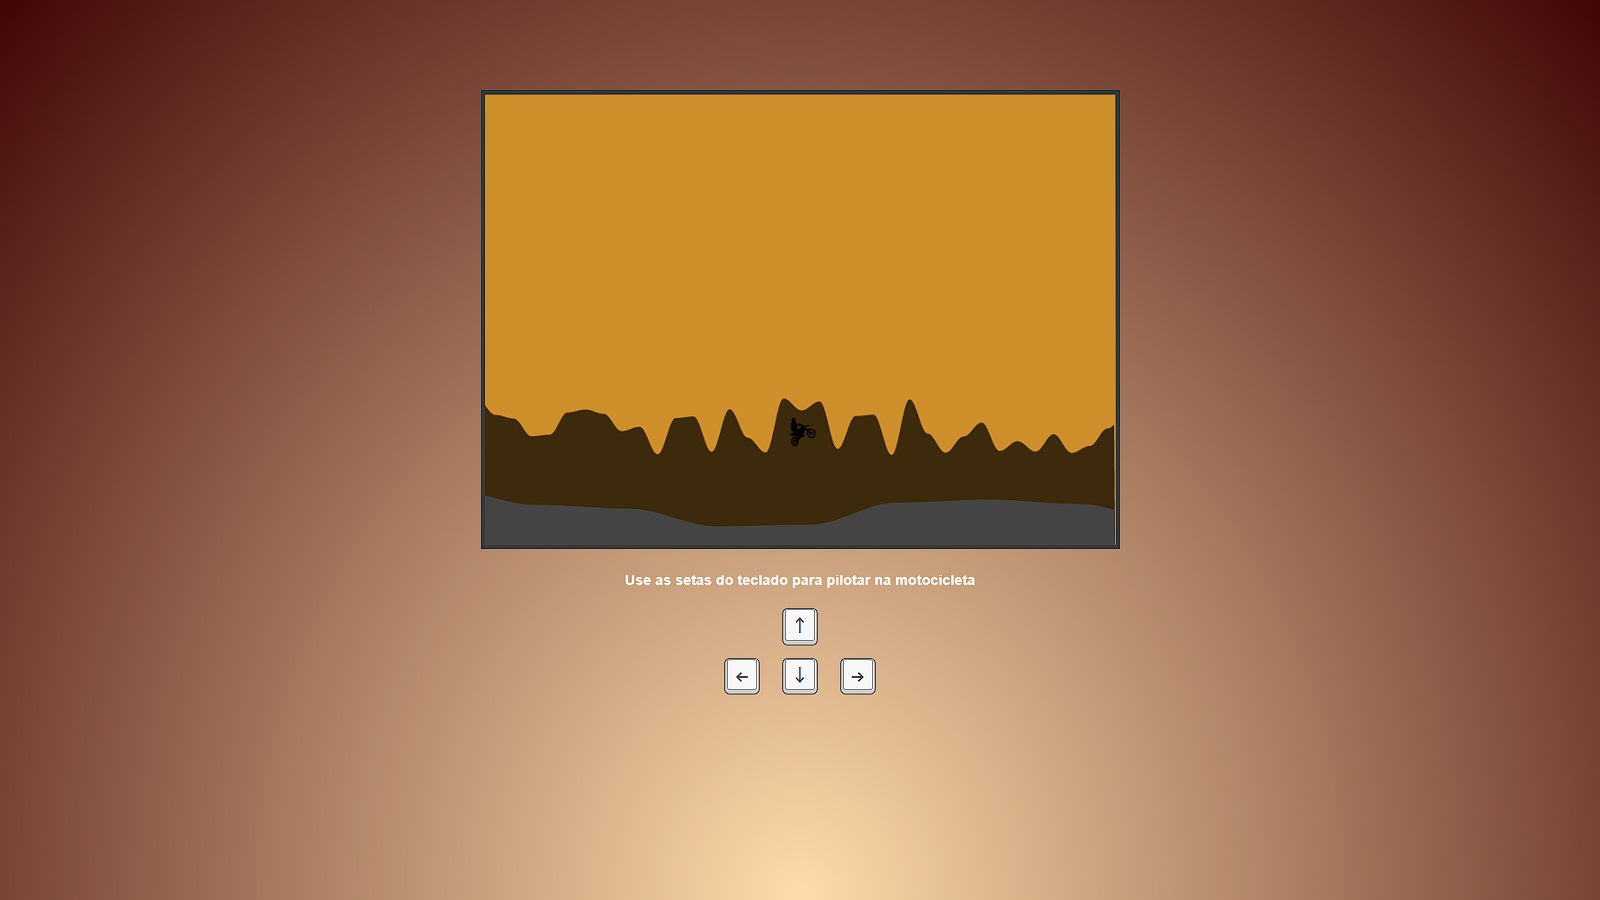 Use as setas do teclado para pilotar na motocicleta
↑
← ↓ →